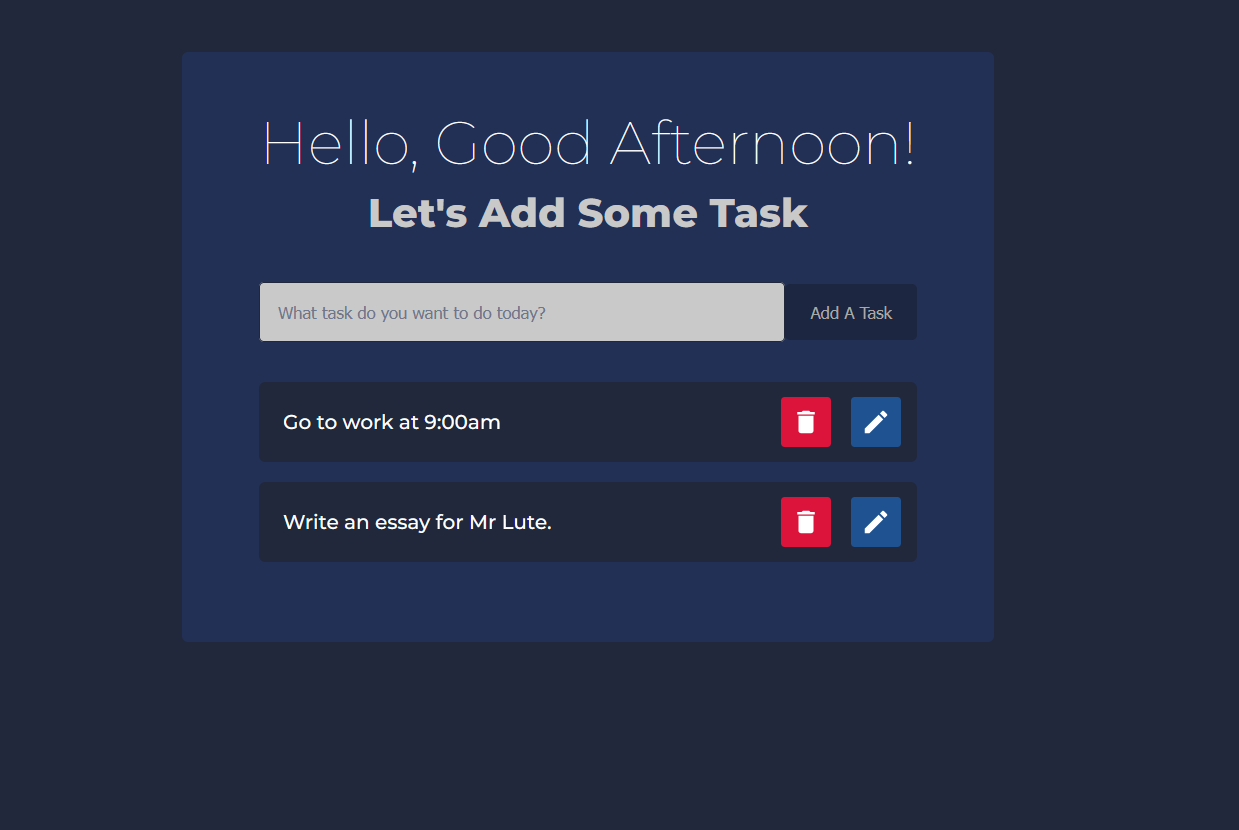 Hello, Good Afternoon!
Let's Add Some Task
What task do you want to do today?
Add A Task
Go to work at 9:00am
Write an essay for Mr Lute.